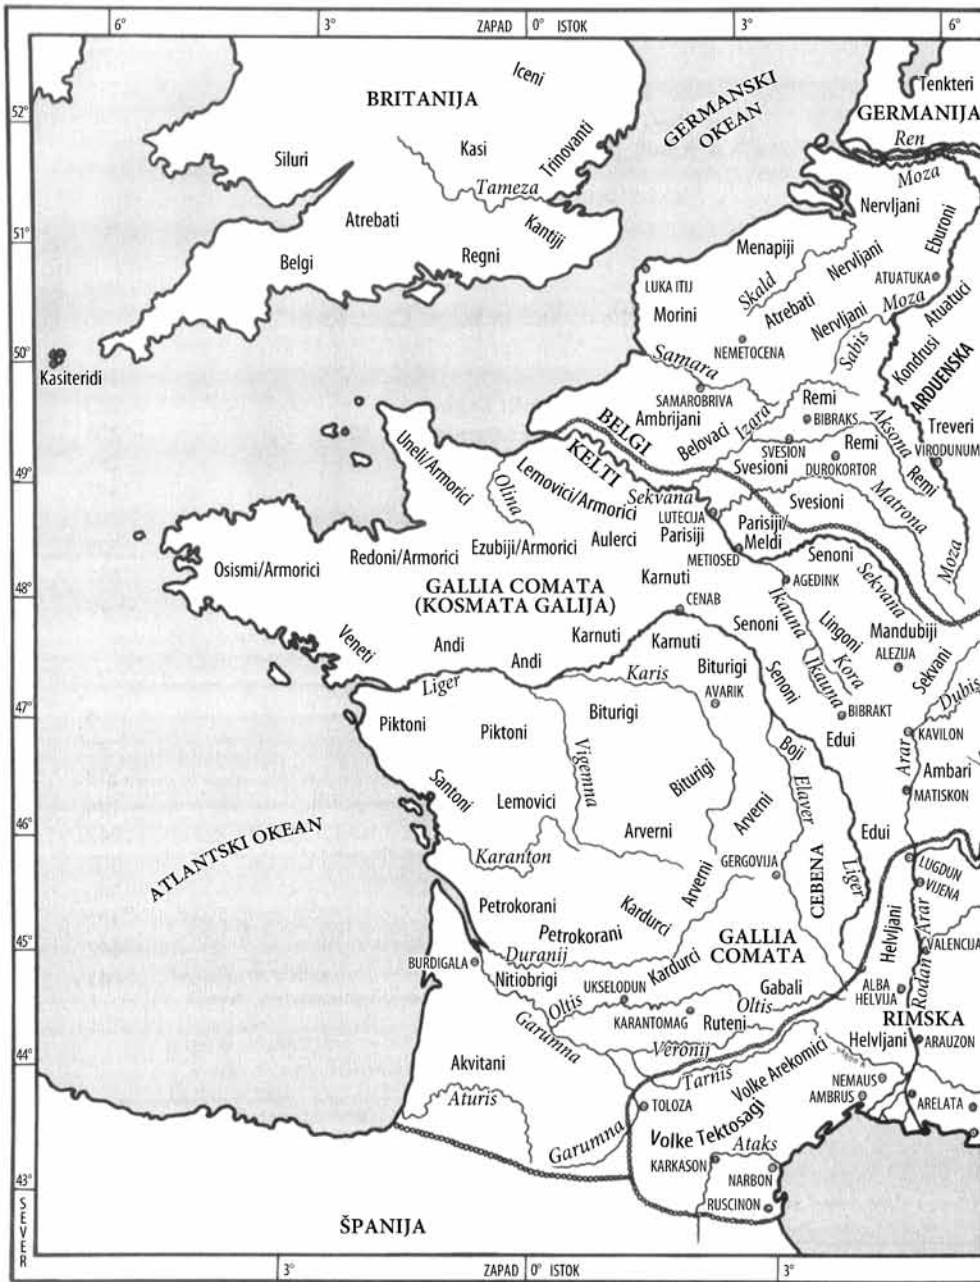 6°
3°
ZAPAD 0° ISTOK
3°
6°
52°
51°
50°
49°
48°
47°
46°
45°
44°
43°
SEVER
BRITANIJA
Iceni
Siluri
Kasi
Trinovanti
Tameza
Atrebati
Kantiji
Belgi
Regni
Kasiteridi
GERMANSKI
OKEAN
Tenkteri
GERMANIJA
Ren
Moza
Nervljani
Menapiji
Eburoni
LUKA ITIJ
Skald
Nervljani
ATUATUKA
Morini
Atrebati
Nervljani
Moza
Atuatuci
NEMETOCENA
Sabis
Kondrusi
ARDUENSKA
Samara
SAMAROBRIVA
Remi
Ambrijani
Izara
BIBRAKS
Aksona
Treveri
BELGI
Belovaci
SVESION
Remi
VIRODUNUM
KELTI
Svesioni
DUROKORTOR
Remi
Uneli/Armorici
Olina
Lemovici/Armorici
Sekvana
Svesioni
Matrona
LUTECIJA
Parisiji
Parisiji/
Meldi
Aulerci
METIOSED
Senoni
Moza
Ezubiji/Armorici
Redoni/Armorici
Osismi/Armorici
AGEDINK
Sekvana
GALLIA COMATA
(KOSMATA GALIJA)
Karnuti
CENAB
Ikauna
Lingoni
Mandubiji
ALEZIJA
Veneti
Andi
Karnuti
Karnuti
Senoni
Kora
Sekvani
Andi
Liger
Karis
Biturigi
AVARIK
Senoni
Ikauna
BIBRAKT
Dubis
Piktoni
Piktoni
Biturigi
Vigemna
Boji
Edui
KAVILON
Arar
Ambari
Santoni
Lemovici
Biturigi
Elaver
MATISKON
Arverni
Arverni
Edui
ATLANTSKI OKEAN
Karanton
GERGOVIJA
CEBENA
Liger
LUGDUN
VIJENA
Arverni
Petrokorani
Kardurci
Helvljani
Arar
Petrokorani
GALLIA
COMATA
VALENCIJA
BURDIGALA
Duranij
Kardurci
Nitiobrigi
UKSELODUN
Gabali
ALBA
HELVIJA
Rodan
Oltis
Oltis
KARANTOMAG
Ruteni
RIMSKA
Garumna
Helvljani
ARAUZON
Veronij
Akvitani
Tarnis
Volke Arekomici
NEMAUS
AMBRUS
ARELATA
Aturis
TOLOZA
Volke Tektosagi
Ataks
Garumna
KARKASON
NARBON
RUSCINON
ŠPANIJA
3°
ZAPAD 0° ISTOK
3°